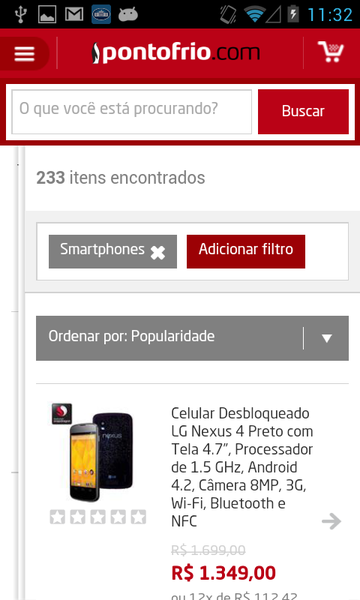 11:32
pontofrio.com
O que você está procurando?
Buscar
233 itens encontrados
Smartphones
Adicionar filtro
Ordenar por: Popularidade
nexus
Celular Desbloqueado
LG Nexus 4 Preto com
Tela 4.7", Processador
de 1.5 GHz, Android
4.2, Câmera 8MP, 3G,
Wi-Fi, Bluetooth e
NFC
R$ 1.699,00
R$ 1.349,00
ou 12x de R$ 112,42